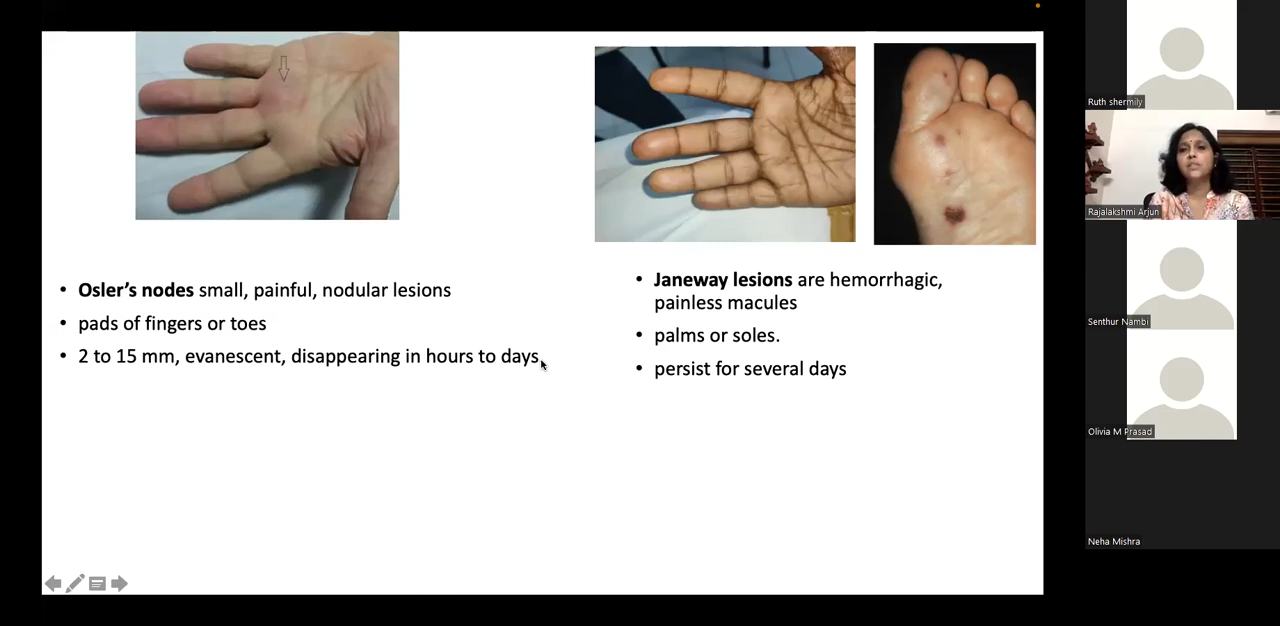 Osler's nodes small, painful, nodular lesions
pads of fingers or toes
2 to 15 mm, evanescent, disappearing in hours to days.
Janeway lesions are hemorrhagic,
painless macules
palms or soles.
persist for several days
Ruth shermily
Rajalakshmi Arjun
Senthur Nambi
Olivia M Prasad
Neha Mishra